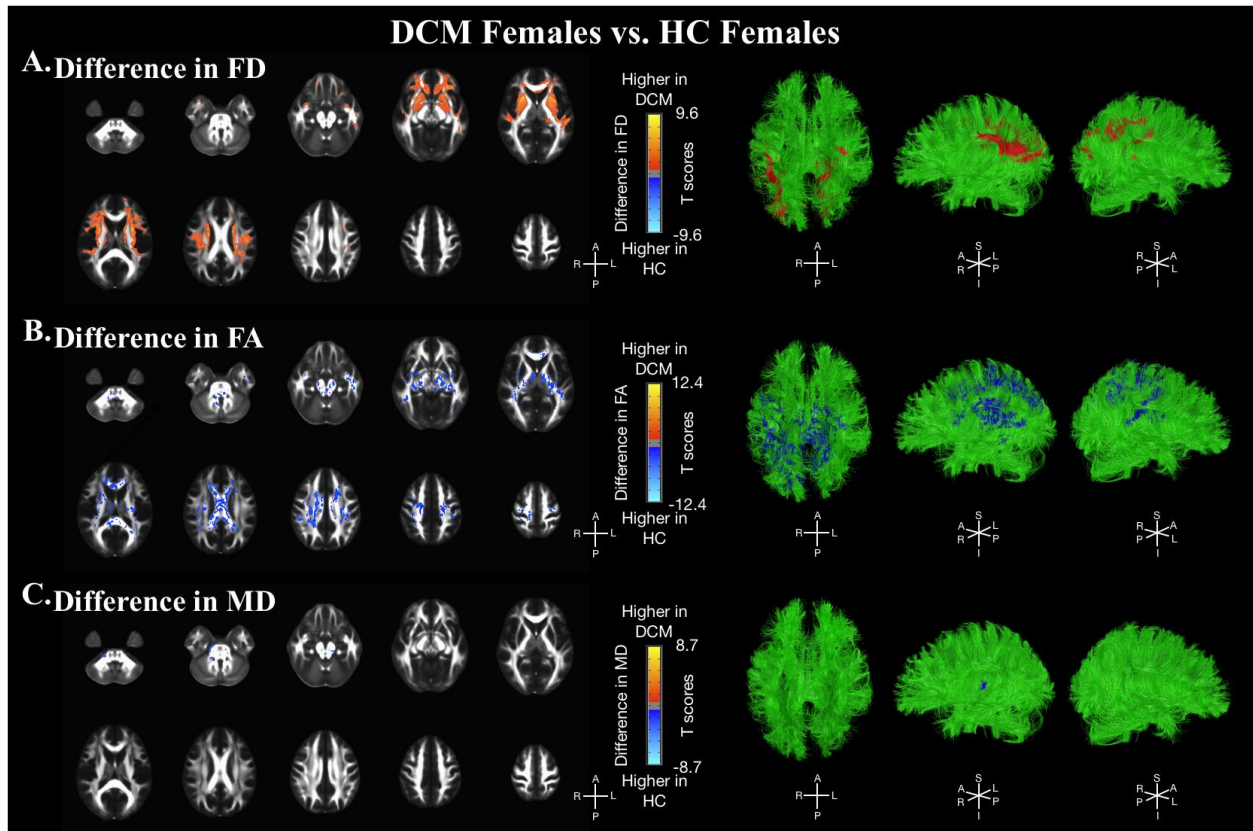 DCM Females vs. HC Females
A. Difference in FD
Higher in
DCM
9.6
Difference in FD
T scores
-9.6
Higher in
HC
A
R L
P
A
R L
P
S
A L
R P
I
S
R A
P L
I
B. Difference in FA
Higher in
DCM
12.4
Difference in FA
T scores
-12.4
Higher in
HC
A
R L
P
A
R L
P
S
A L
R P
I
S
R A
P L
I
C. Difference in MD
Higher in
DCM
8.7
Difference in MD
T scores
-8.7
Higher in
HC
A
R L
P
A
R L
P
S
A L
R P
I
S
R A
P L
I